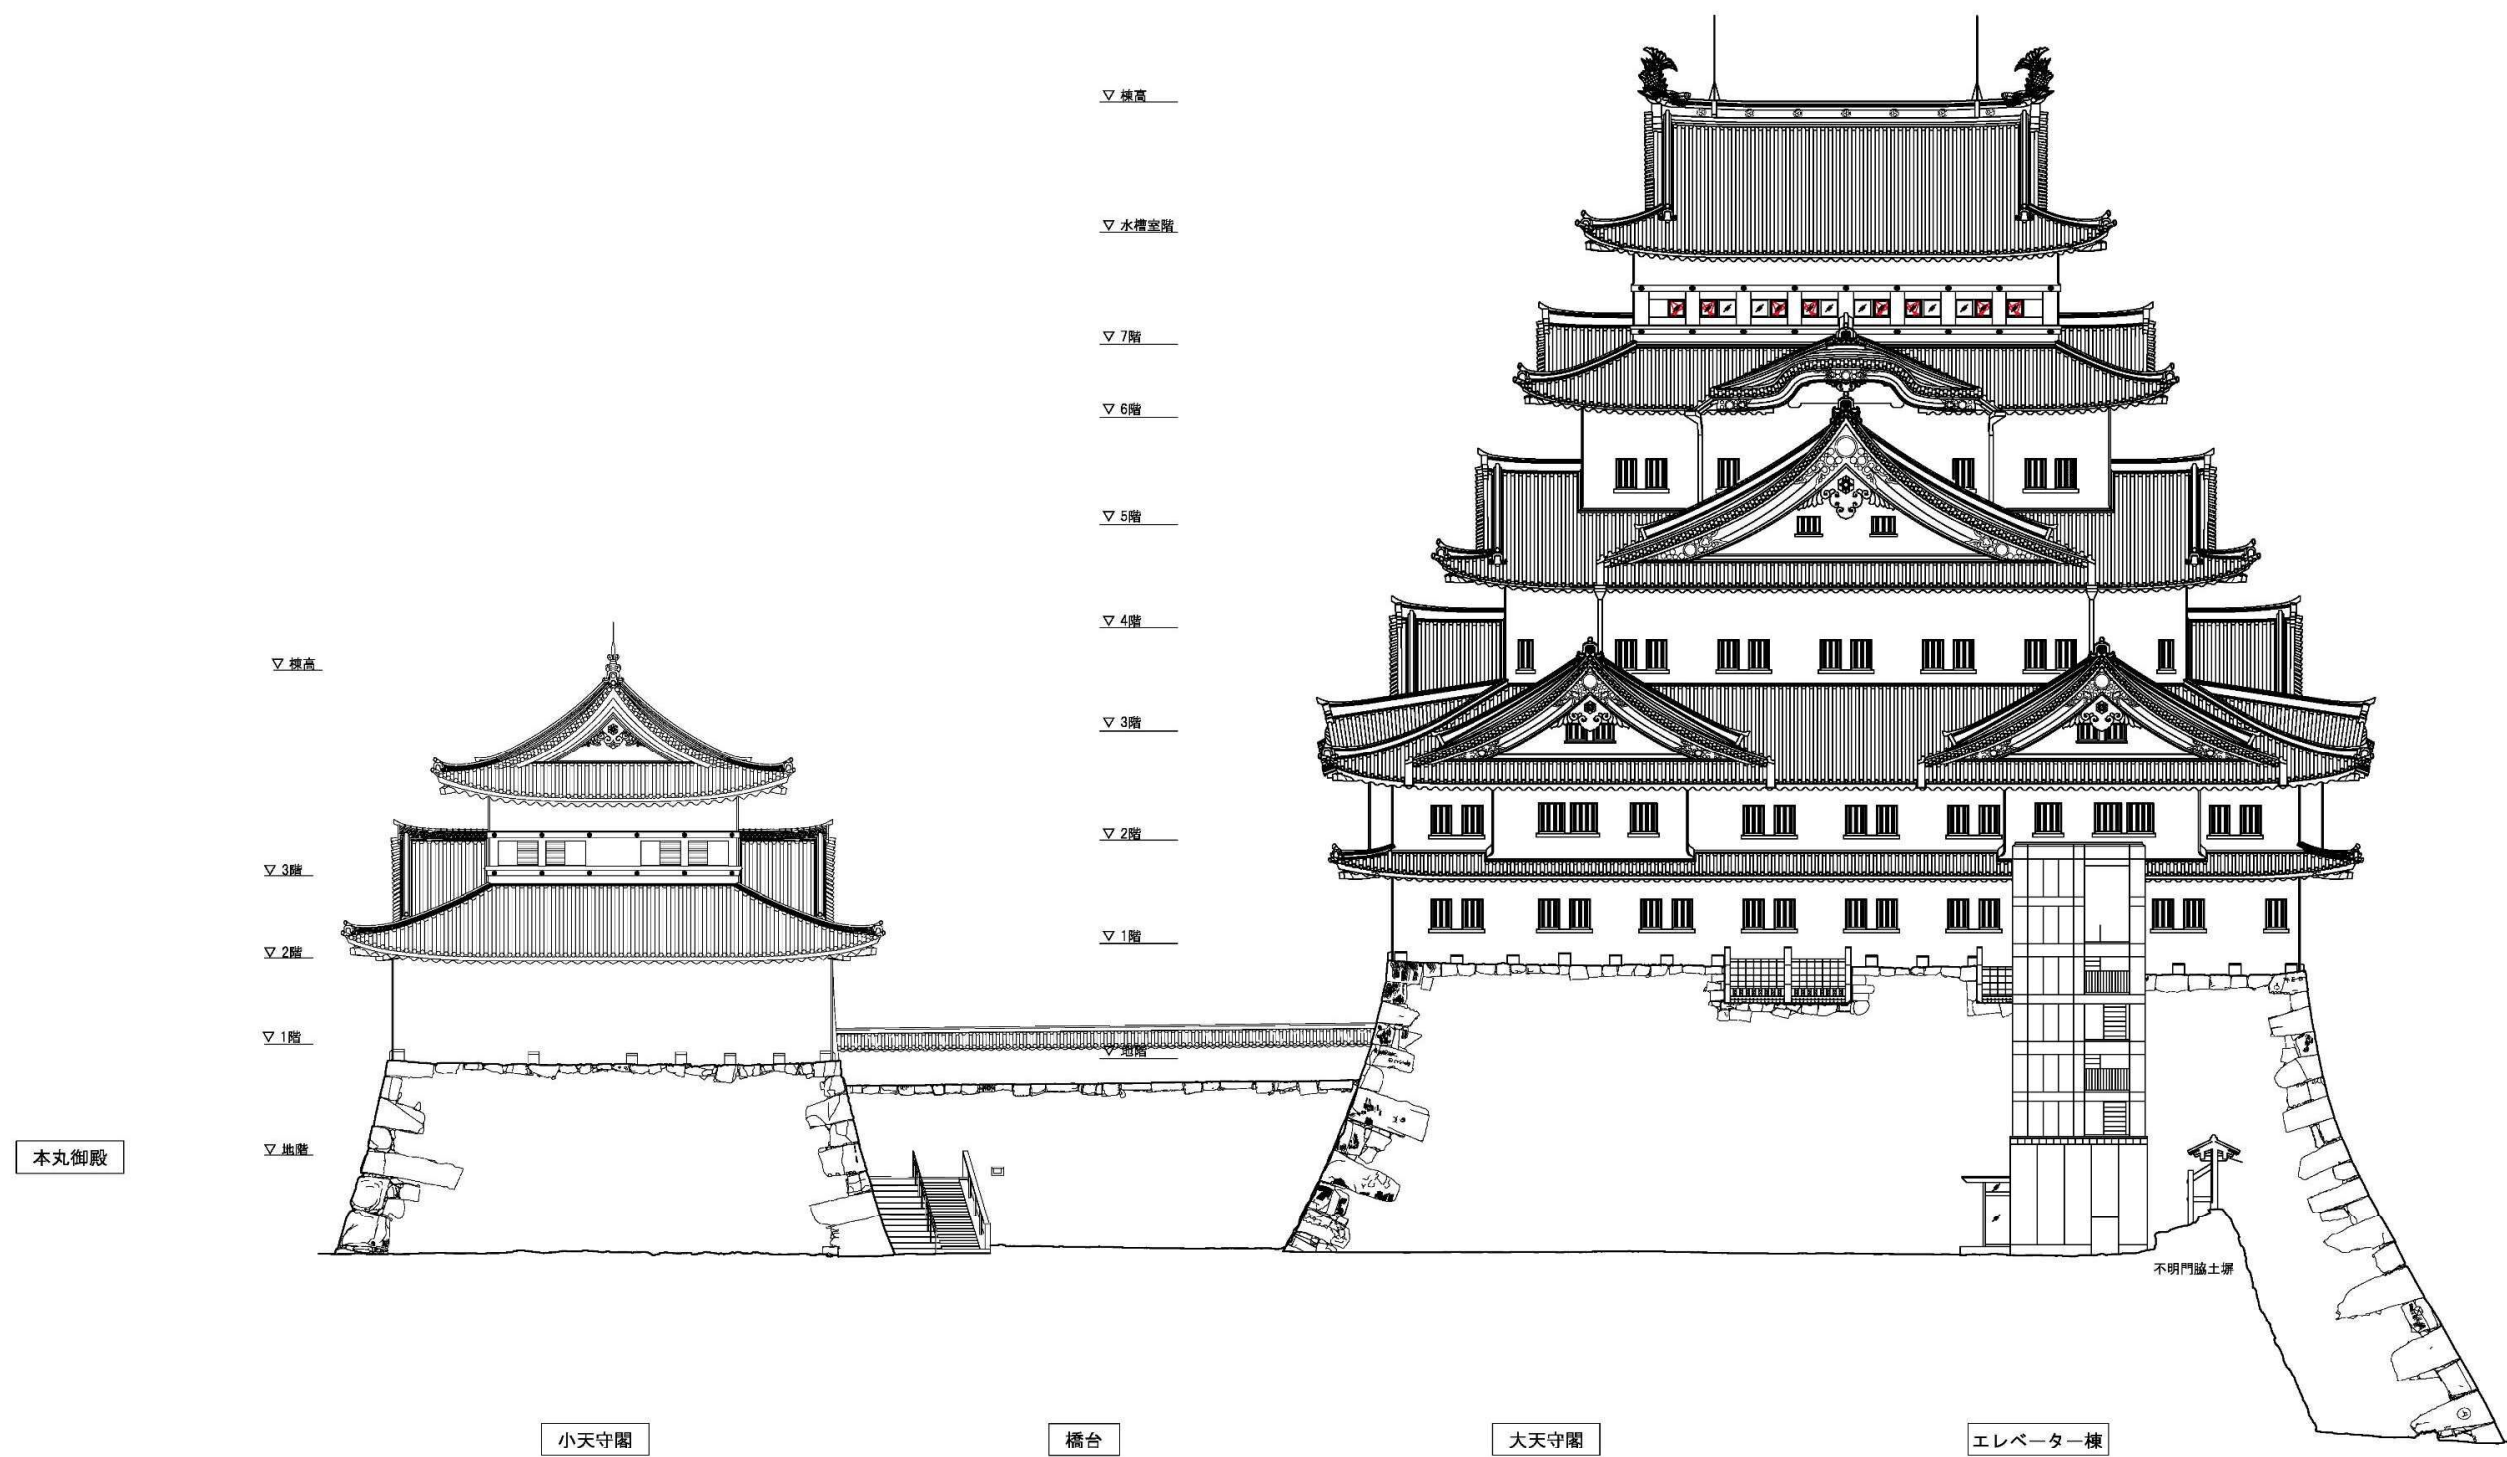 ▽ 棟高
▽ 水槽室階
▽ 7階
▽ 6階
▽ 5階
▽ 4階
▽ 3階
▽ 2階
▽ 1階
▽ 地階
▽ 棟高
▽ 3階
▽ 2階
▽ 1階
▽ 地階
本丸御殿
不明門脇土塀
小天守閣
橋台
大天守閣
エレベーター棟